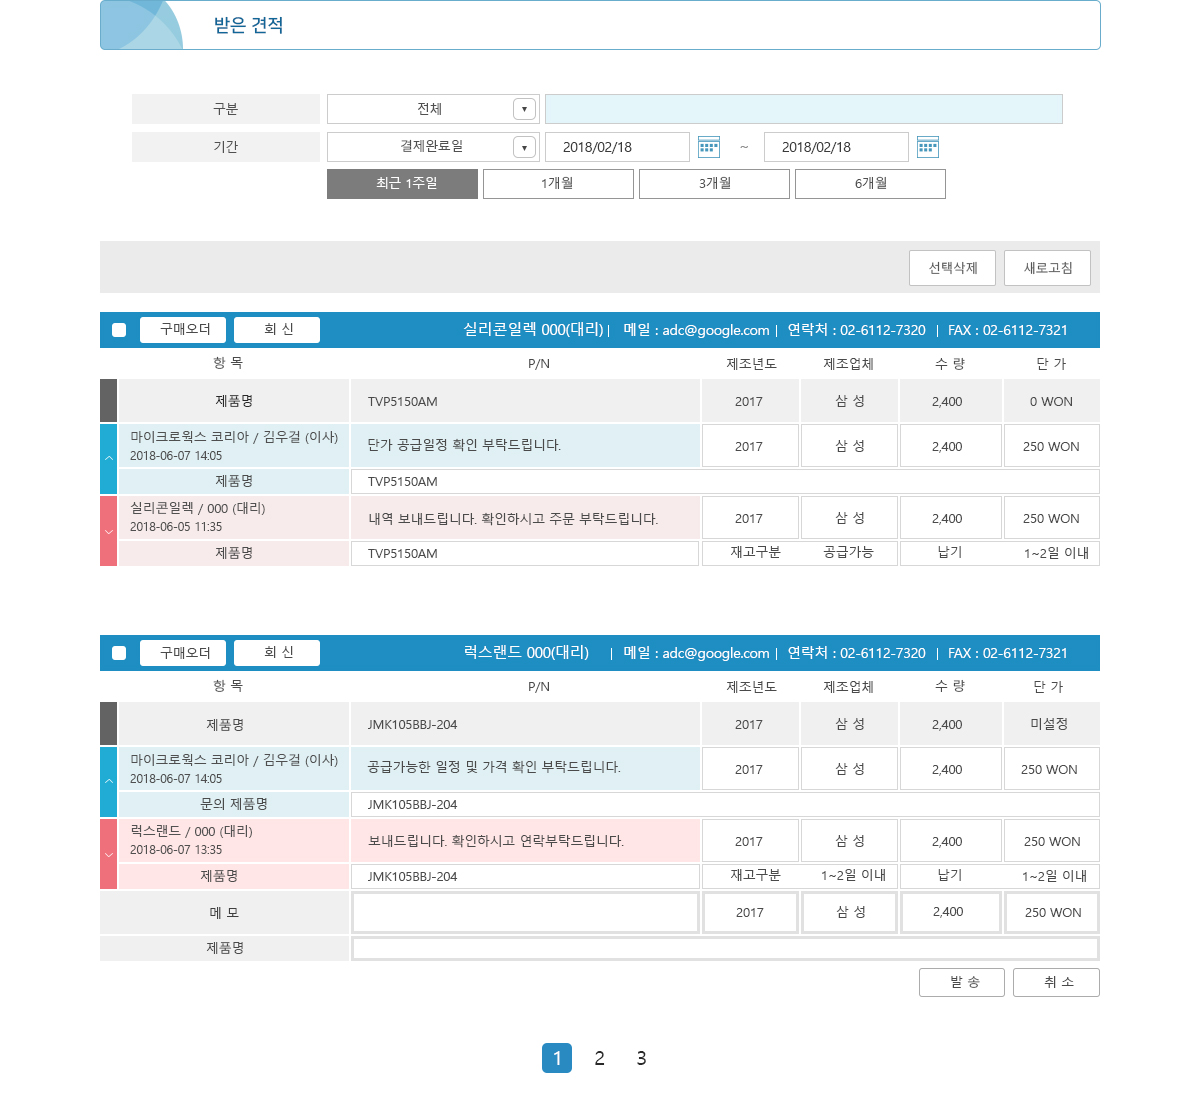 받은 견적
구분 전체 ▼
기간 결제완료일 ▼ 2018/02/18 ~ 2018/02/18
최근 1주일 1개월 3개월 6개월
선택삭제 새로고침
구매오더 회 신 실리콘일렉 000(대리) | 메일 : adc@google.com | 연락처 : 02-6112-7320 | FAX : 02-6112-7321
항 목 P/N 제조년도 제조업체 수 량 단 가
제품명 TVP5150AM 2017 삼 성 2,400 0 WON
마이크로웍스 코리아 / 김우걸 (이사) 단가 공급일정 확인 부탁드립니다. 2017 삼 성 2,400 250 WON
2018-06-07 14:05
제품명 TVP5150AM
실리콘일렉 / 000 (대리) 내역 보내드립니다. 확인하시고 주문 부탁드립니다. 2017 삼 성 2,400 250 WON
2018-06-05 11:35
제품명 TVP5150AM 재고구분 공급가능 납기 1~2일 이내
구매오더 회 신 럭스랜드 000(대리) | 메일 : adc@google.com | 연락처 : 02-6112-7320 | FAX : 02-6112-7321
항 목 P/N 제조년도 제조업체 수 량 단 가
제품명 JMK105BBJ-204 2017 삼 성 2,400 미설정
마이크로웍스 코리아 / 김우걸 (이사) 공급가능한 일정 및 가격 확인 부탁드립니다. 2017 삼 성 2,400 250 WON
2018-06-07 14:05
문의 제품명 JMK105BBJ-204
럭스랜드 / 000 (대리) 보내드립니다. 확인하시고 연락부탁드립니다. 2017 삼 성 2,400 250 WON
2018-06-07 13:35
제품명 JMK105BBJ-204 재고구분 1~2일 이내 납기 1~2일 이내
메 모 2017 삼 성 2,400 250 WON
제품명
발 송 취 소
1 2 3